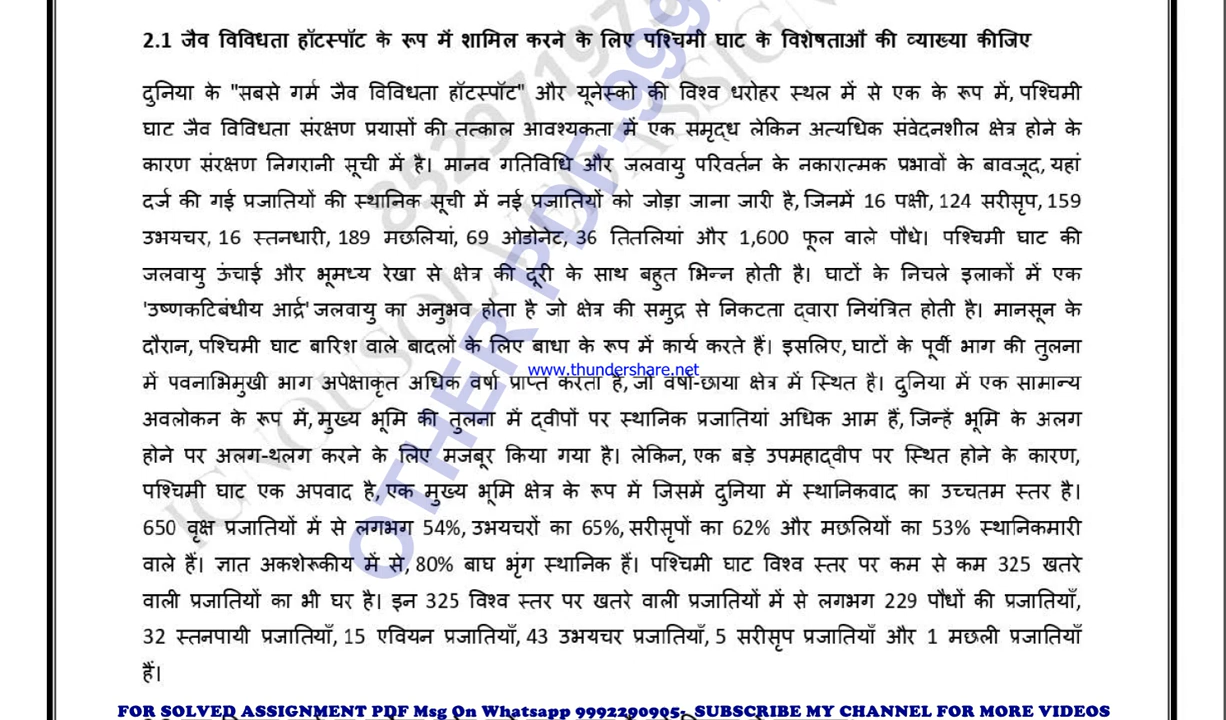 2.1 जैव विविधता हॉटस्पॉट के रूप में शामिल करने के लिए पश्चिमी घाट के विशेषताओं की व्याख्या कीजिए
दुनिया के "सबसे गर्म जैव विविधता हॉटस्पॉट" और यूनेस्को की विश्व धरोहर स्थल में से एक के रूप में, पश्चिमी
घाट जैव विविधता संरक्षण प्रयासों की तत्काल आवश्यकता में एक समृद्ध लेकिन अत्यधिक संवेदनशील क्षेत्र होने के
कारण संरक्षण निगरानी सूची में है। मानव गतिविधि और जलवायु परिवर्तन के नकारात्मक प्रभावों के बावजूद, यहां
दर्ज की गई प्रजातियों की स्थानिक सूची में नई प्रजातियों को जोड़ा जाना जारी है, जिनमें 16 पक्षी, 124 सरीसृप, 159
उभयचर, 16 स्तनधारी, 189 मछलियां, 69 ओडोनेट, 36 तितलियां और 1,600 फूल वाले पौधे। पश्चिमी घाट की
जलवायु ऊंचाई और भूमध्य रेखा से क्षेत्र की दूरी के साथ बहुत भिन्न होती है। घाटों के निचले इलाकों में एक
'उष्णकटिबंधीय आर्द्र' जलवायु का अनुभव होता है जो क्षेत्र की समुद्र से निकटता द्वारा नियंत्रित होती है। मानसून के
दौरान, पश्चिमी घाट बारिश वाले बादलों के लिए बाधा के रूप में कार्य करते हैं। इसलिए, घाटों के पूर्वी भाग की तुलना
www.thundershare.net
में पवनाभिमुखी भाग अपेक्षाकृत अधिक वर्षा प्राप्त करता है, जो वर्षा-छाया क्षेत्र में स्थित है। दुनिया में एक सामान्य
अवलोकन के रूप में, मुख्य भूमि की तुलना में द्वीपों पर स्थानिक प्रजातियां अधिक आम हैं, जिन्हें भूमि के अलग
होने पर अलग-थलग करने के लिए मजबूर किया गया है। लेकिन, एक बड़े उपमहाद्वीप पर स्थित होने के कारण,
पश्चिमी घाट एक अपवाद है, एक मुख्य भूमि क्षेत्र के रूप में जिसमें दुनिया में स्थानिकवाद का उच्चतम स्तर है।
650 वृक्ष प्रजातियों में से लगभग 54%, उभयचरों का 65%, सरीसृपों का 62% और मछलियों का 53% स्थानिकमारी
वाले हैं। ज्ञात अकशेरूकीय में से, 80% बाघ भृंग स्थानिक हैं। पश्चिमी घाट विश्व स्तर पर कम से कम 325 खतरे
वाली प्रजातियों का भी घर है। इन 325 विश्व स्तर पर खतरे वाली प्रजातियों में से लगभग 229 पौधों की प्रजातियाँ,
32 स्तनपायी प्रजातियाँ, 15 एवियन प्रजातियाँ, 43 उभयचर प्रजातियाँ, 5 सरीसृप प्रजातियाँ और 1 मछली प्रजातियाँ
हैं।
FOR SOLVED ASSIGNMENT PDF Msg On Whatsapp 9992290905, SUBSCRIBE MY CHANNEL FOR MORE VIDEOS